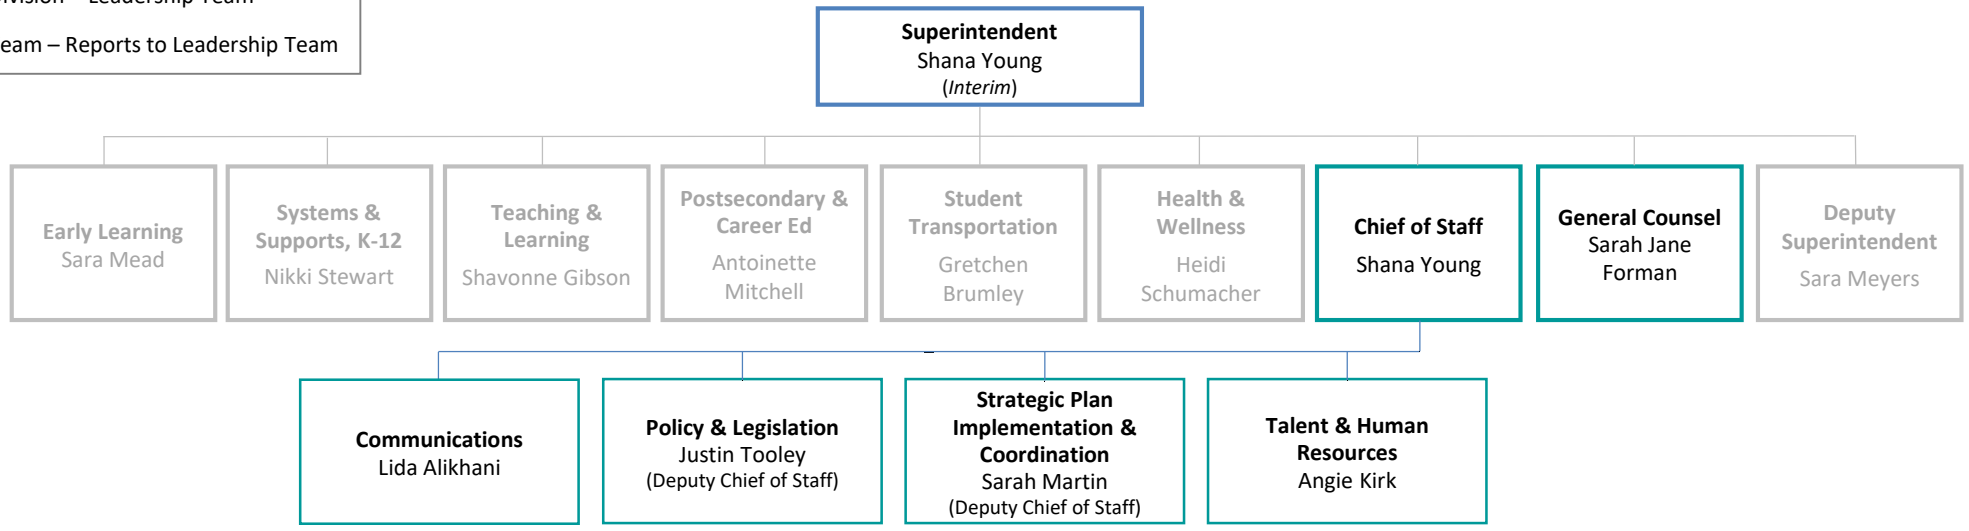 – Leadership Team
– Reports to Leadership Team
Superintendent
Shana Young
(Interim)
Early Learning
Sara Mead
Systems &
Supports, K-12
Nikki Stewart
Teaching &
Learning
Shavonne Gibson
Postsecondary &
Career Ed
Antoinette
Mitchell
Student
Transportation
Gretchen
Brumley
Health &
Wellness
Heidi
Schumacher
Chief of Staff
Shana Young
General Counsel
Sarah Jane
Forman
Deputy
Superintendent
Sara Meyers
Communications
Lida Alikhani
Policy & Legislation
Justin Tooley
(Deputy Chief of Staff)
Strategic Plan
Implementation &
Coordination
Sarah Martin
(Deputy Chief of Staff)
Talent & Human
Resources
Angie Kirk